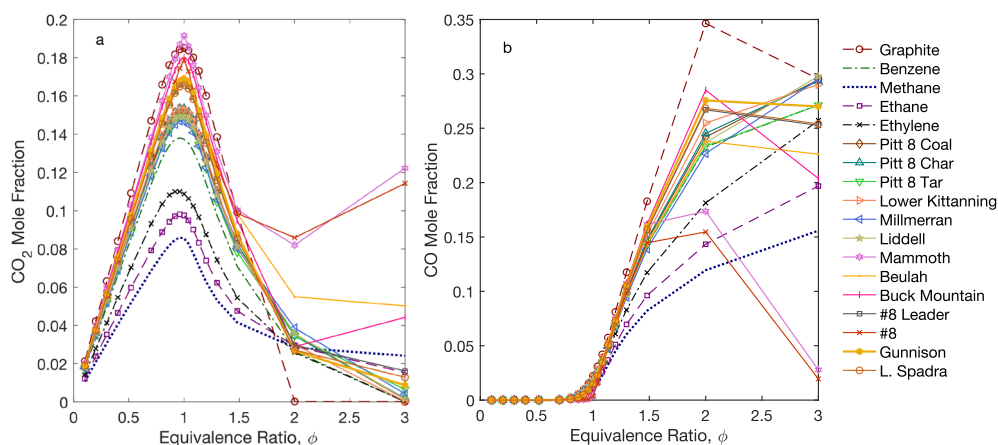 a
0.2
0.18
0.16
0.14
0.12
0.1
0.08
0.06
0.04
0.02
0
CO2 Mole Fraction
0 0.5 1 1.5 2 2.5 3
Equivalence Ratio, ϕ
b
0.35
0.3
0.25
0.2
0.15
0.1
0.05
0
CO Mole Fraction
0 0.5 1 1.5 2 2.5 3
Equivalence Ratio, ϕ
Graphite
Benzene
Methane
Ethane
Ethylene
Pitt 8 Coal
Pitt 8 Char
Pitt 8 Tar
Lower Kittanning
Millmerran
Liddell
Mammoth
Beulah
Buck Mountain
#8 Leader
#8
Gunnison
L. Spadra